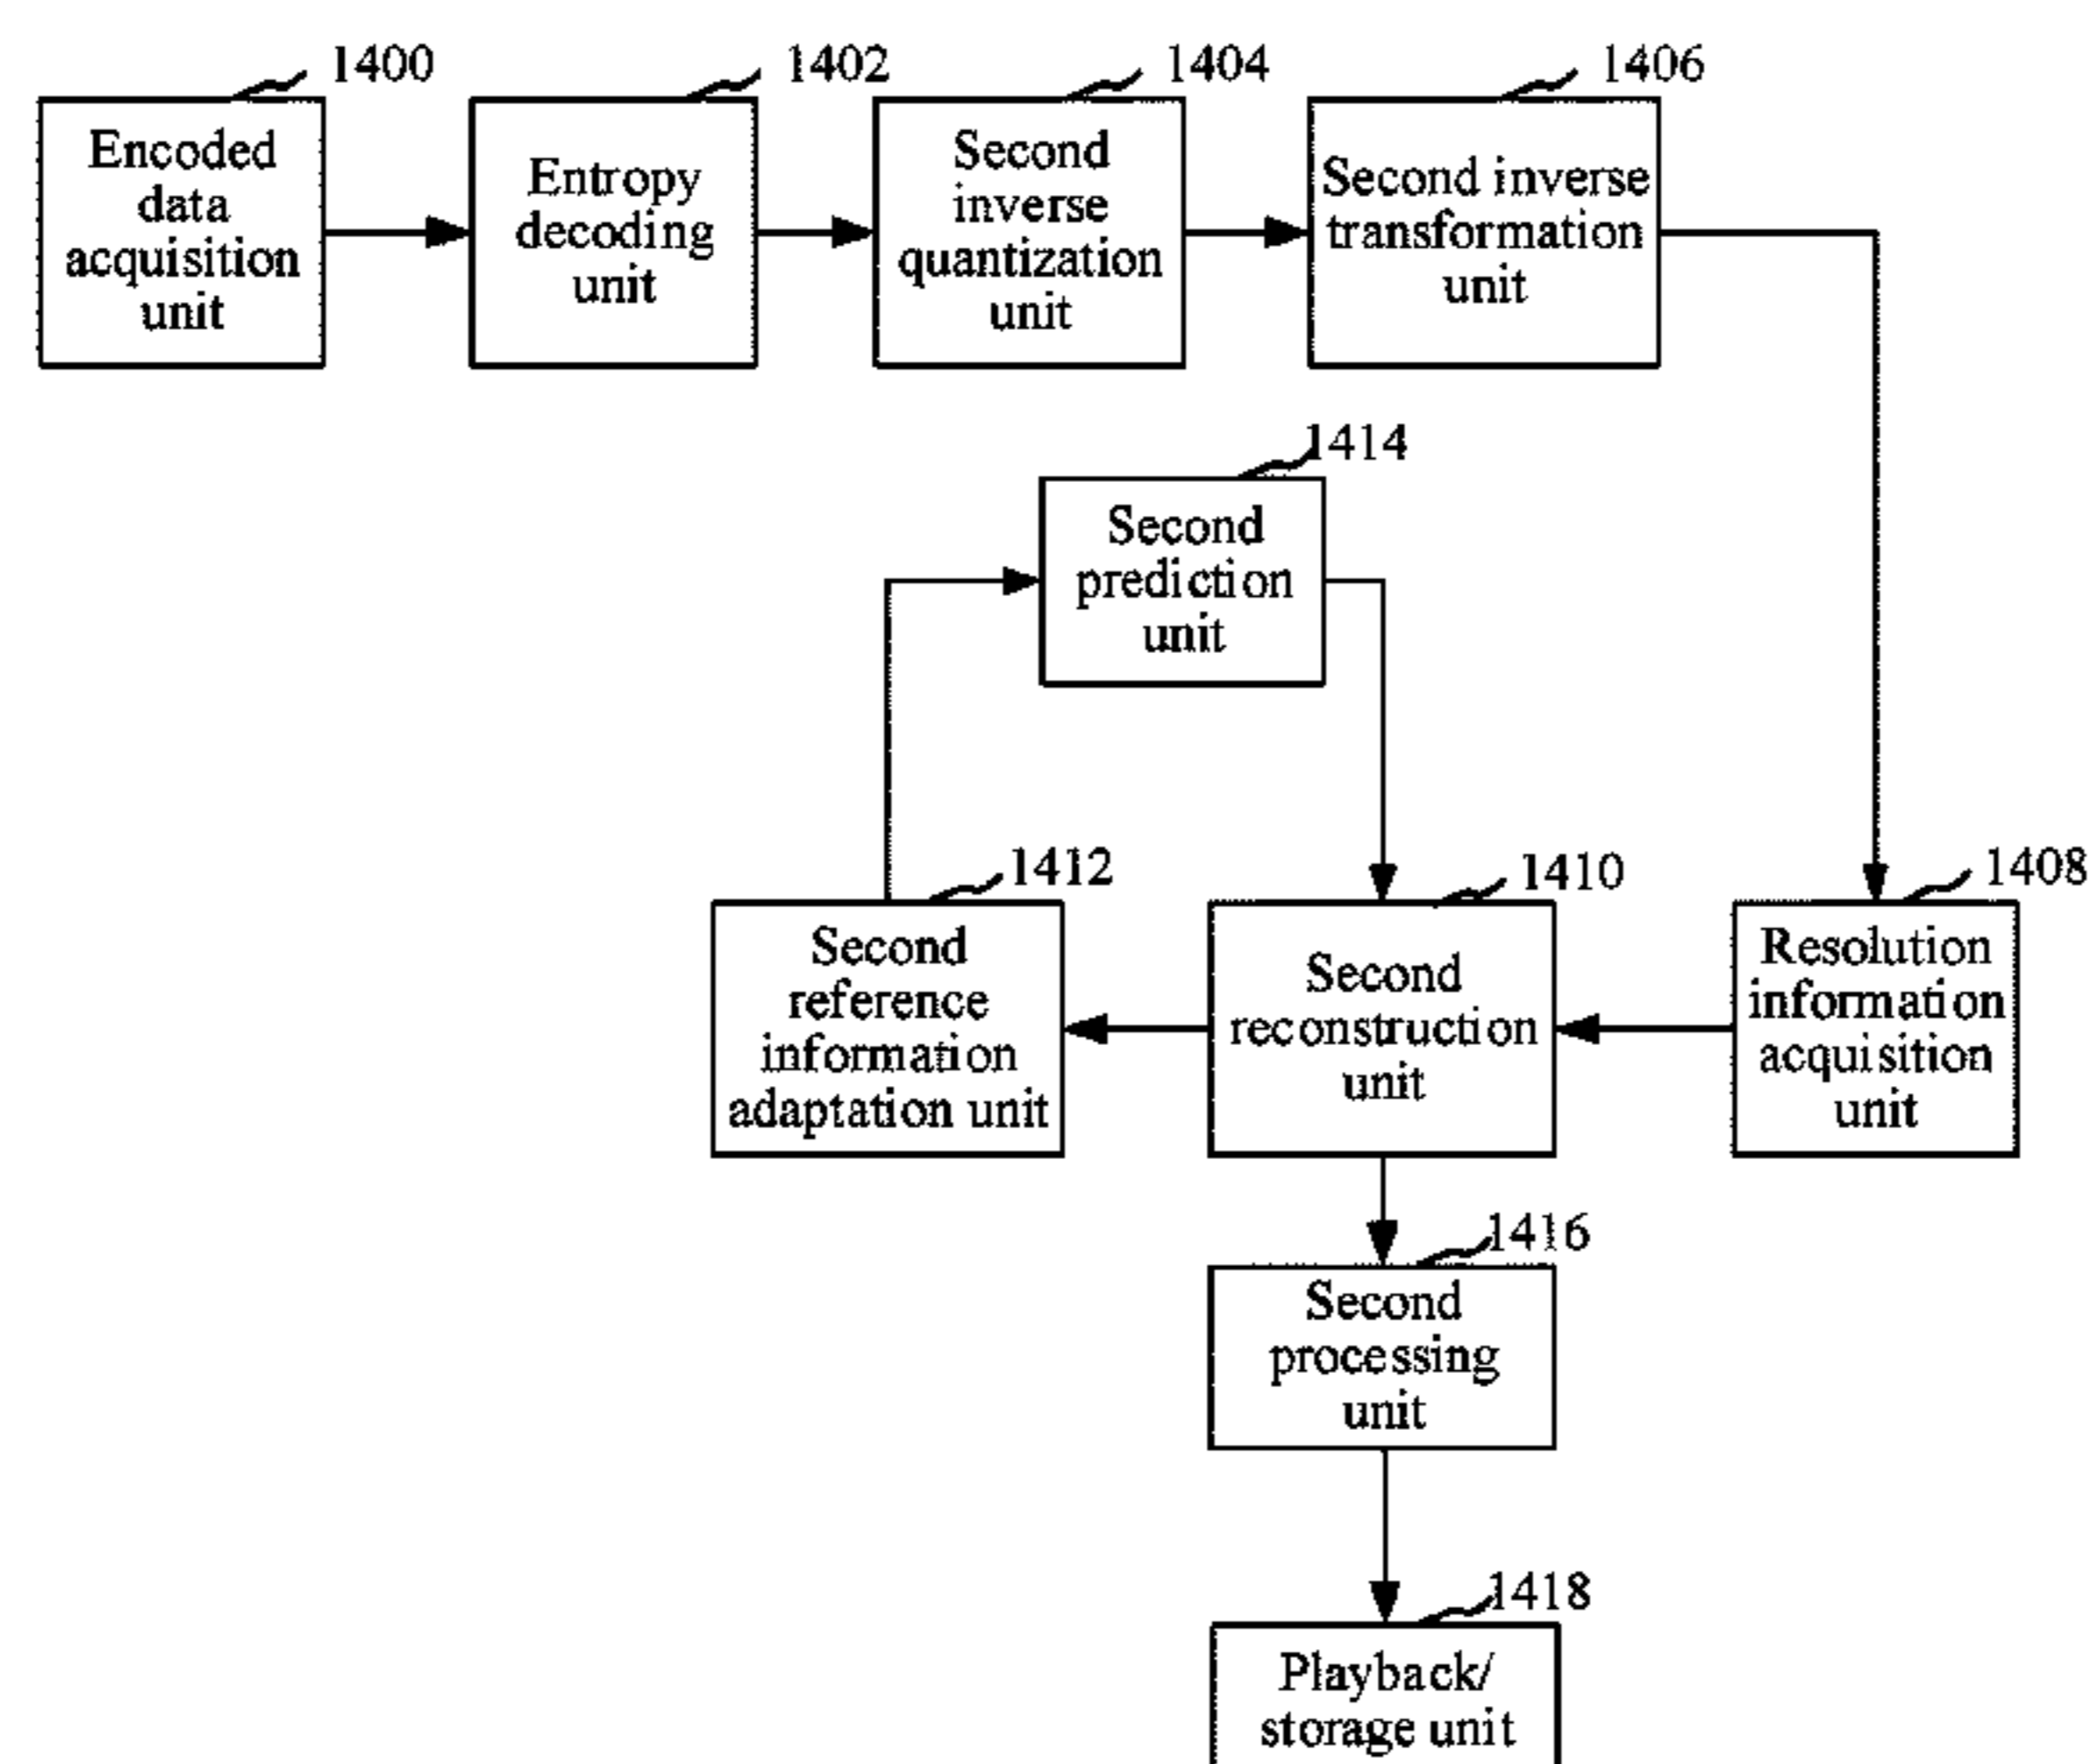 1400
1402
1404
1406
Encoded
data
acquisition
unit
Entropy
decoding
unit
Second
inverse
quantization
unit
Second inverse
transformation
unit
1414
Second
prediction
unit
1412
1410
1408
Second
reference
information
adaptation unit
Second
reconstruction
unit
Resolution
information
acquisition
unit
1416
Second
processing
unit
1418
Playback/
storage unit